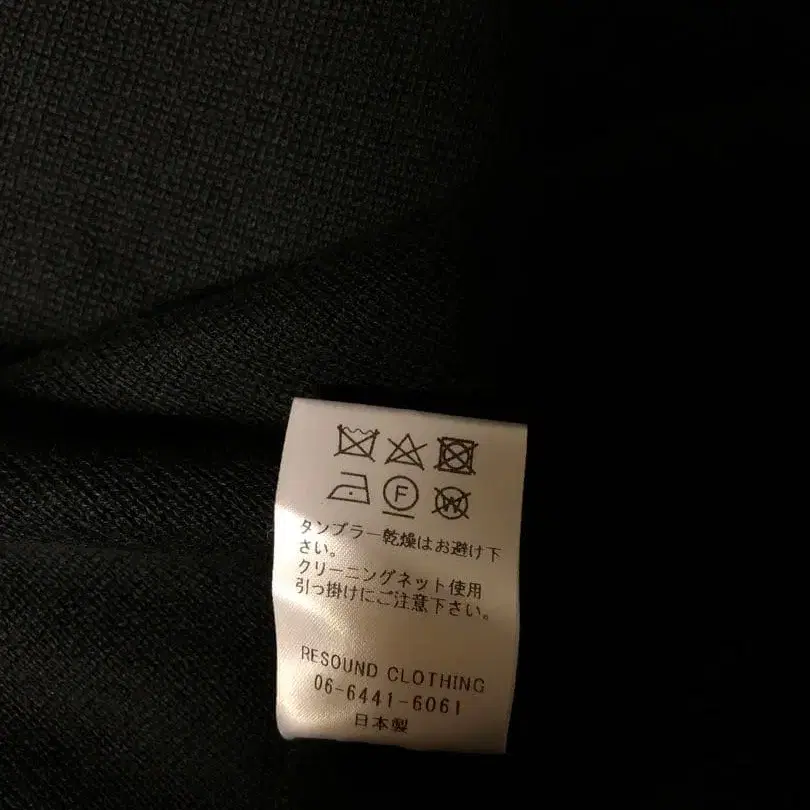 F W
タンブラー乾燥はお避け下
さい。
クリーニングネット使用
引っ掛けにご注意下さい。
RESOUND CLOTHING
06-6441-6061
日本製